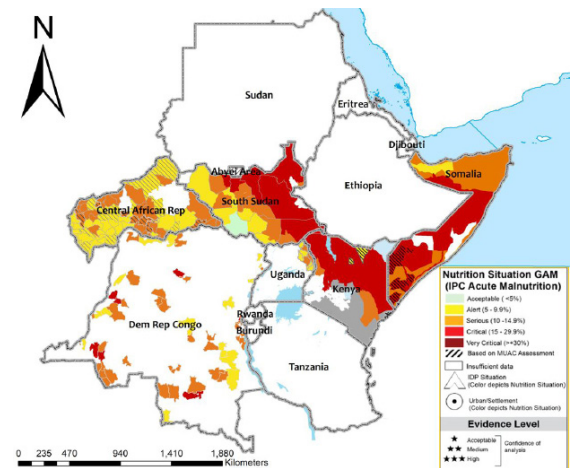 N
Sudan
Eritrea
Djibouti
Abyei Area
Somalia
Ethiopia
South Sudan
Central African Rep
Uganda
Kenya
Dem Rep Congo
Rwanda
Burundi
Tanzania
Nutrition Situation GAM
(IPC Acute Malnutrition)
Acceptable (<5%)
Alert (5 - 9.9%)
Serious (10 -14.9%)
Critical (15 - 29.9%)
Very Critical (>+30%)
Based on MUAC Assessment
Insufficient data
IDP Situation
(Color depicts Nutrition Situation)
Urban/Settlement
(Color depicts Nutrition Situation)
Evidence Level
Acceptable
Medium
High
Confidence of
analysis
0 235 470 940 1,410 1,880
Kilometers